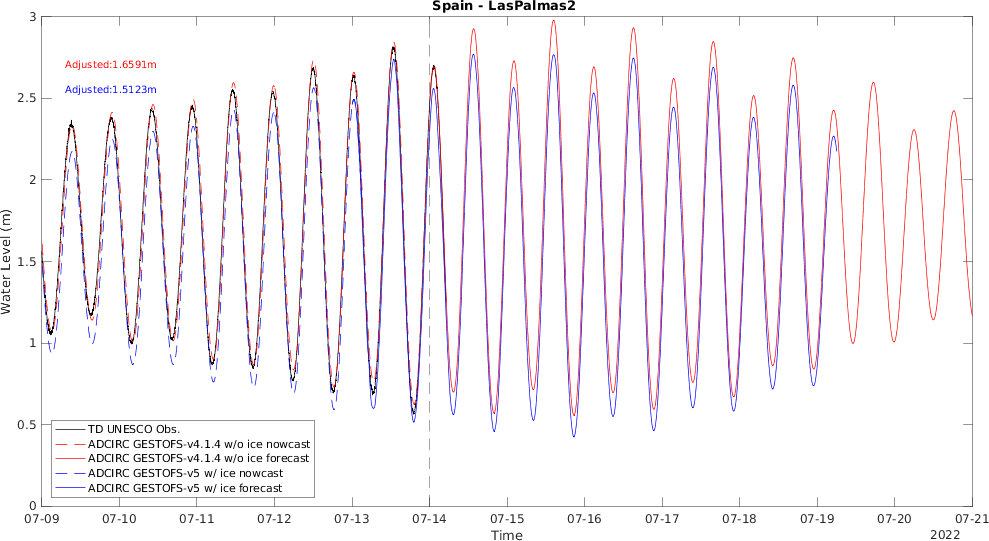 Spain - LasPalmas2
Adjusted:1.6591m
Adjusted:1.5123m
3
2.5
2
1.5
1
0.5
0
Water Level (m)
TD UNESCO Obs.
ADCIRC GESTOFS-v4.1.4 w/o ice nowcast
ADCIRC GESTOFS-v4.1.4 w/o ice forecast
ADCIRC GESTOFS-v5 w/ ice nowcast
ADCIRC GESTOFS-v5 w/ ice forecast
07-09 07-10 07-11 07-12 07-13 07-14 07-15 07-16 07-17 07-18 07-19 07-20 07-21
Time
2022